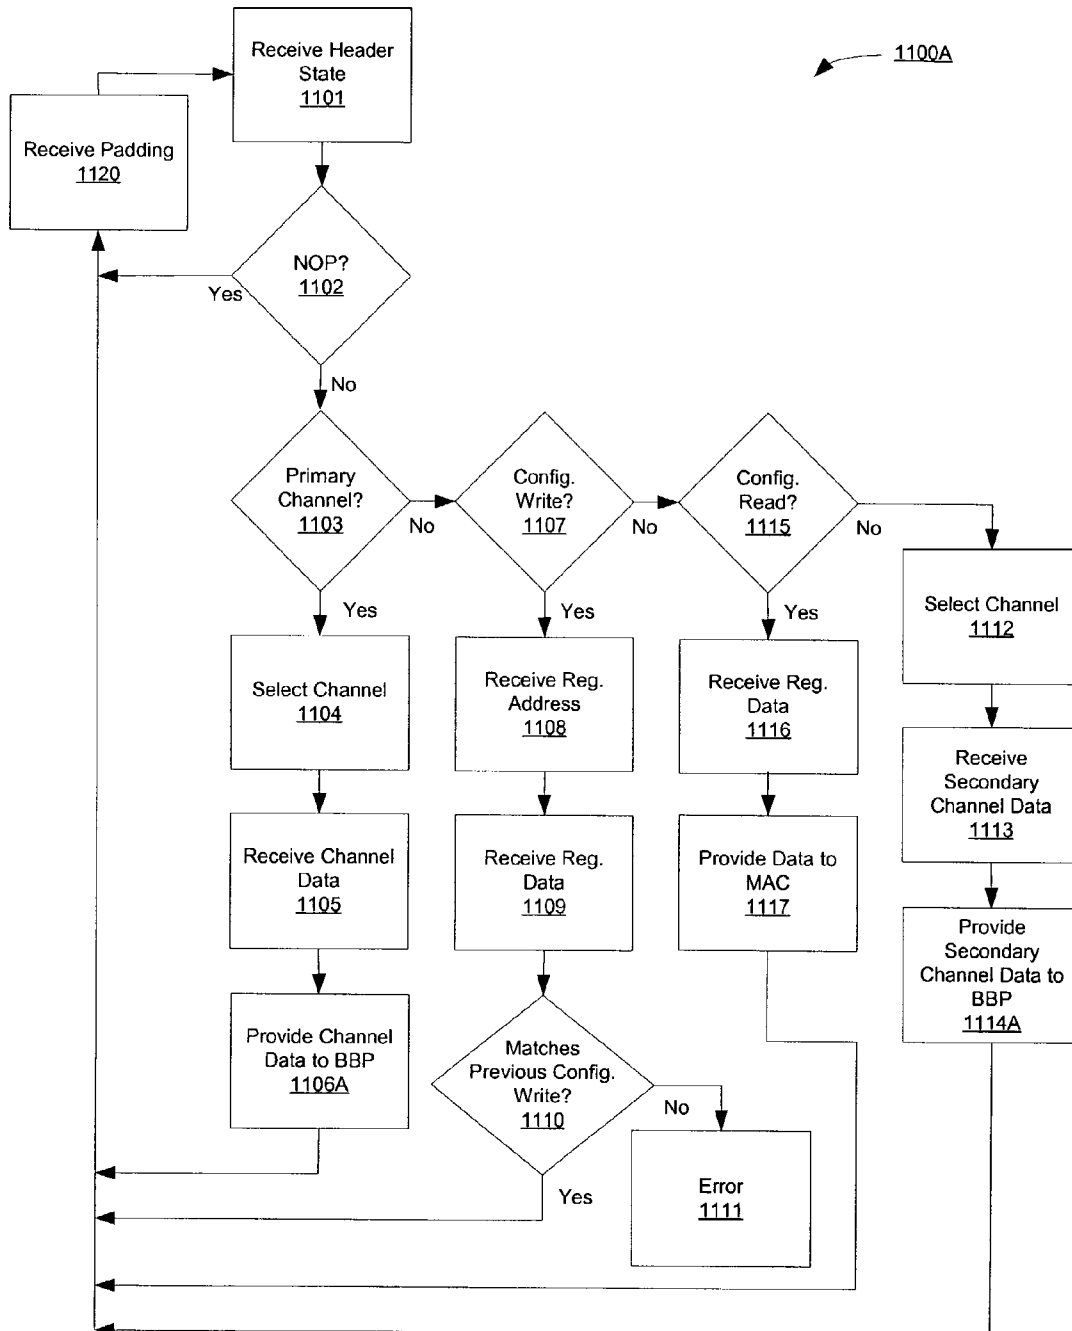 Receive Header
State
1101
1100A
Receive Padding
1120
NOP?
1102
Yes
No
Primary
Channel?
1103
No
Yes
Config.
Write?
1107
No
Yes
Config.
Read?
1115
No
Yes
Select Channel
1104
Receive Reg.
Address
1108
Receive Reg.
Data
1116
Select Channel
1112
Receive Channel
Data
1105
Receive Reg.
Data
1109
Provide Data to
MAC
1117
Receive
Secondary
Channel Data
1113
Provide Channel
Data to BBP
1106A
Matches
Previous Config.
Write?
1110
No
Yes
Error
1111
Provide
Secondary
Channel Data to
BBP
1114A